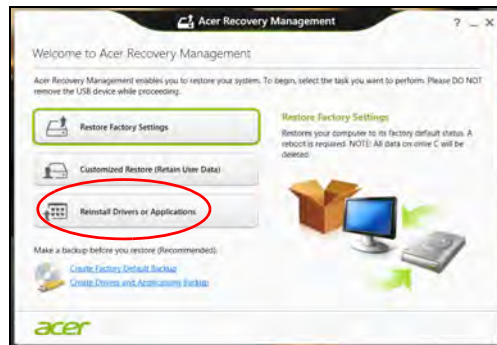 Acer Recovery Management
Welcome to Acer Recovery Management
Acer Recovery Management enables you to restore your system. To begin, select the task you want to perform. Please DO NOT
remove the USB device while proceeding.
Restore Factory Settings
Customized Restore (Retain User Data)
Reinstall Drivers or Applications
Restore Factory Settings
Restores your computer to its factory default status. A
reboot is required. NOTE: All data on drive C will be
deleted.
Make a backup before you restore (Recommended).
Create Factory Default Backup
Create Drivers and Applications Backup
acer